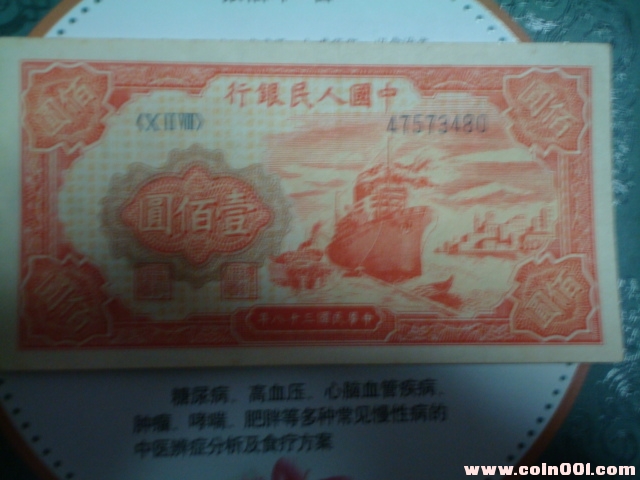 行銀民人國中
〈X II VIII〉
47573480
佰圓
佰圓
圓佰壹
佰圓
佰圓
年八十三國民華中
糖尿病、高血压、心脑血管疾病、
肿瘤、哮喘、肥胖等多种常见慢性病的
中医辨症分析及食疗方案
www.coin001.com